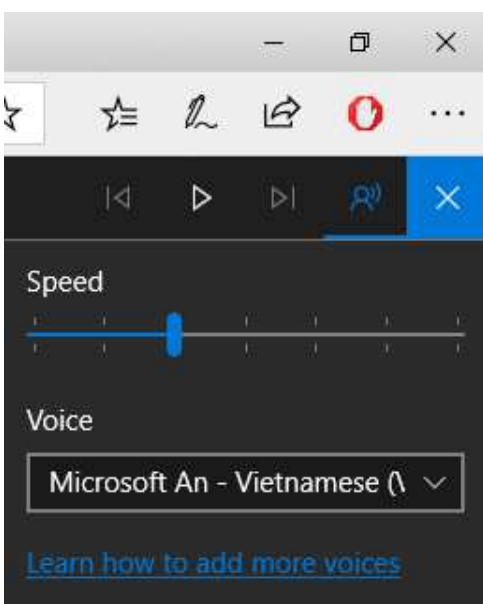 Speed
Voice
Microsoft An - Vietnamese (
Learn how to add more voices